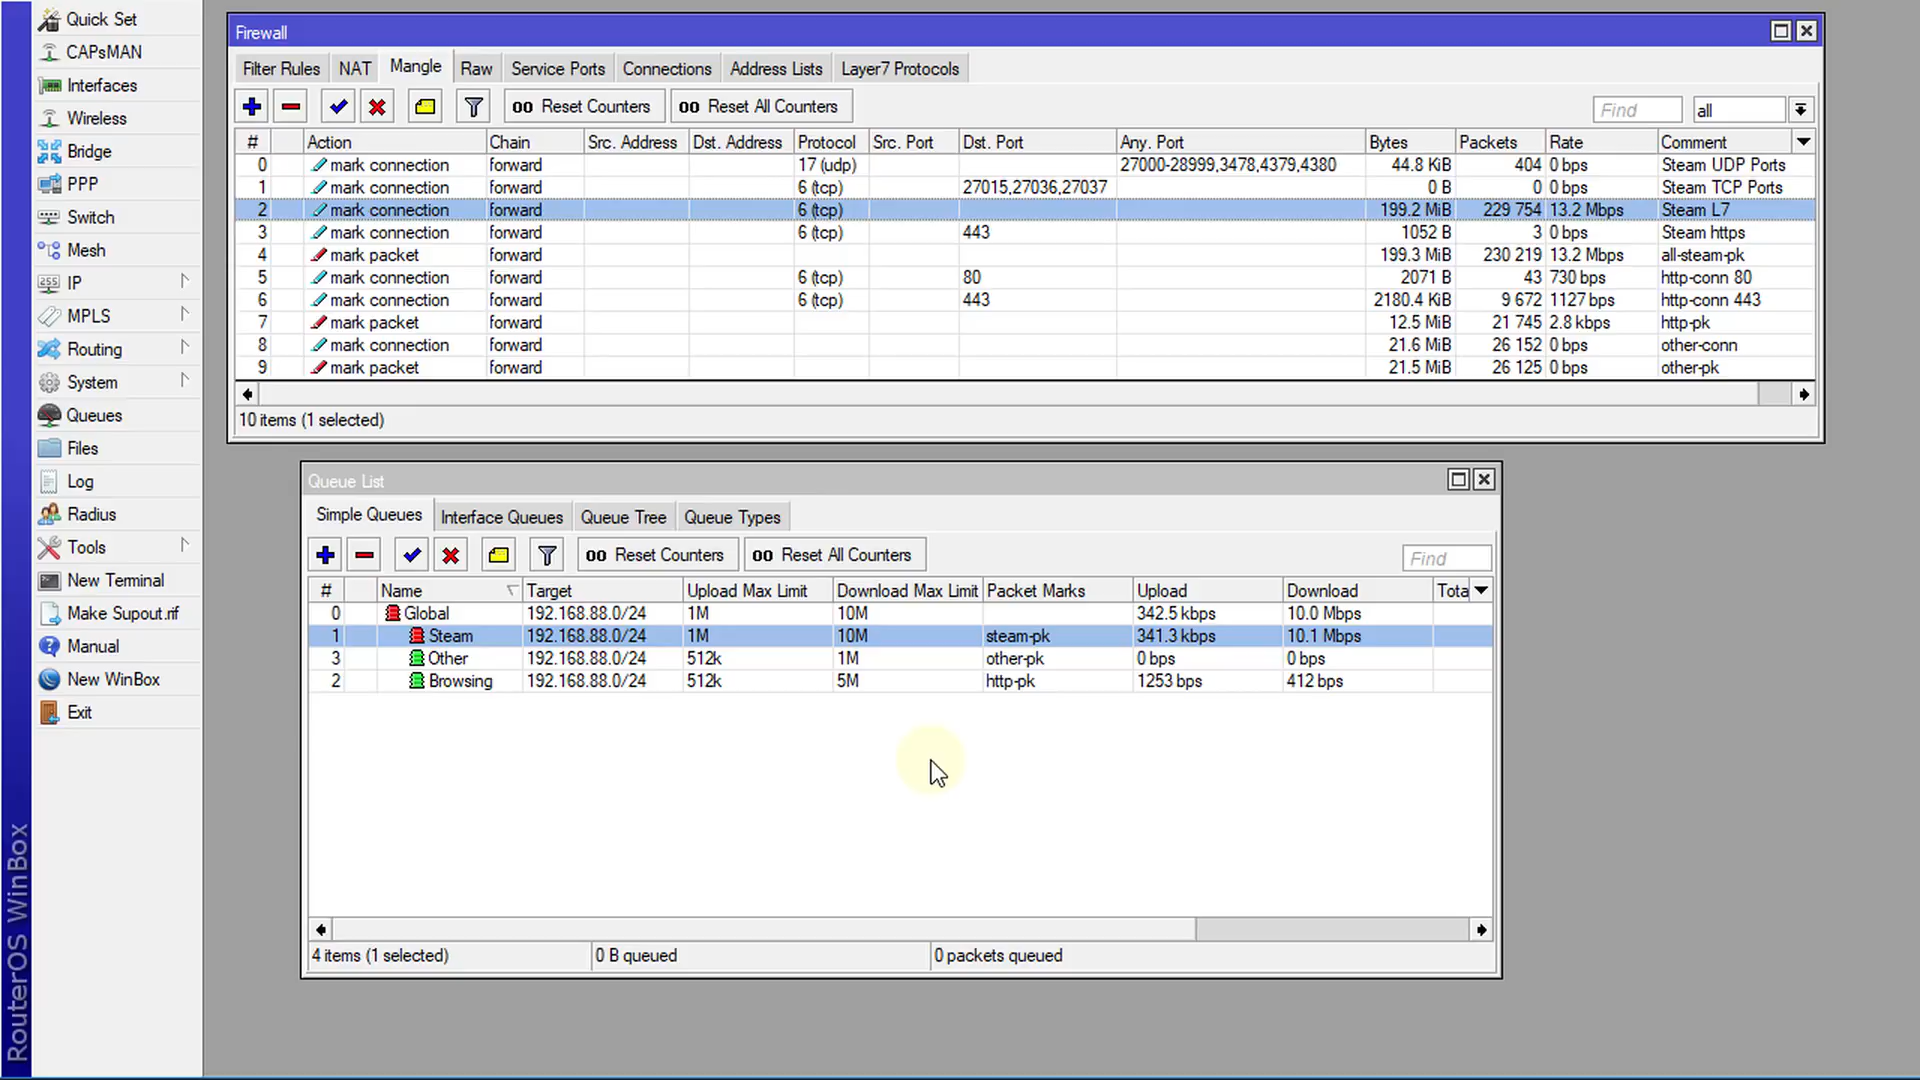 Quick Set
CAPsMAN
Interfaces
Wireless
Bridge
PPP
Switch
Mesh
IP
MPLS
Routing
System
Queues
Files
Log
Radius
Tools
New Terminal
Make Supout.rif
Manual
New WinBox
Exit
RouterOS WinBox
Firewall
Filter Rules NAT Mangle Raw Service Ports Connections Address Lists Layer7 Protocols
00 Reset Counters 00 Reset All Counters Find all
# Action Chain Src. Address Dst. Address Protocol Src. Port Dst. Port Any. Port Bytes Packets Rate Comment
0 mark connection forward 17 (udp) 27000-28999,3478,4379,4380 44.8 KiB 404 0 bps Steam UDP Ports
1 mark connection forward 6 (tcp) 27015,27036,27037 0 B 0 0 bps Steam TCP Ports
2 mark connection forward 6 (tcp) 199.2 MiB 229 754 13.2 Mbps Steam L7
3 mark connection forward 6 (tcp) 443 1052 B 3 0 bps Steam https
4 mark packet forward 199.3 MiB 230 219 13.2 Mbps all-steam-pk
5 mark connection forward 6 (tcp) 80 2071 B 43 730 bps http-conn 80
6 mark connection forward 6 (tcp) 443 2180.4 KiB 9 672 1127 bps http-conn 443
7 mark packet forward 12.5 MiB 21 745 2.8 kbps http-pk
8 mark connection forward 21.6 MiB 26 152 0 bps other-conn
9 mark packet forward 21.5 MiB 26 125 0 bps other-pk
10 items (1 selected)
Queue List
Simple Queues Interface Queues Queue Tree Queue Types
00 Reset Counters 00 Reset All Counters Find
# Name Target Upload Max Limit Download Max Limit Packet Marks Upload Download Tota
0 Global 192.168.88.0/24 1M 10M 342.5 kbps 10.0 Mbps
1 Steam 192.168.88.0/24 1M 10M steam-pk 341.3 kbps 10.1 Mbps
3 Other 192.168.88.0/24 512k 1M other-pk 0 bps 0 bps
2 Browsing 192.168.88.0/24 512k 5M http-pk 1253 bps 412 bps
4 items (1 selected) 0 B queued 0 packets queued